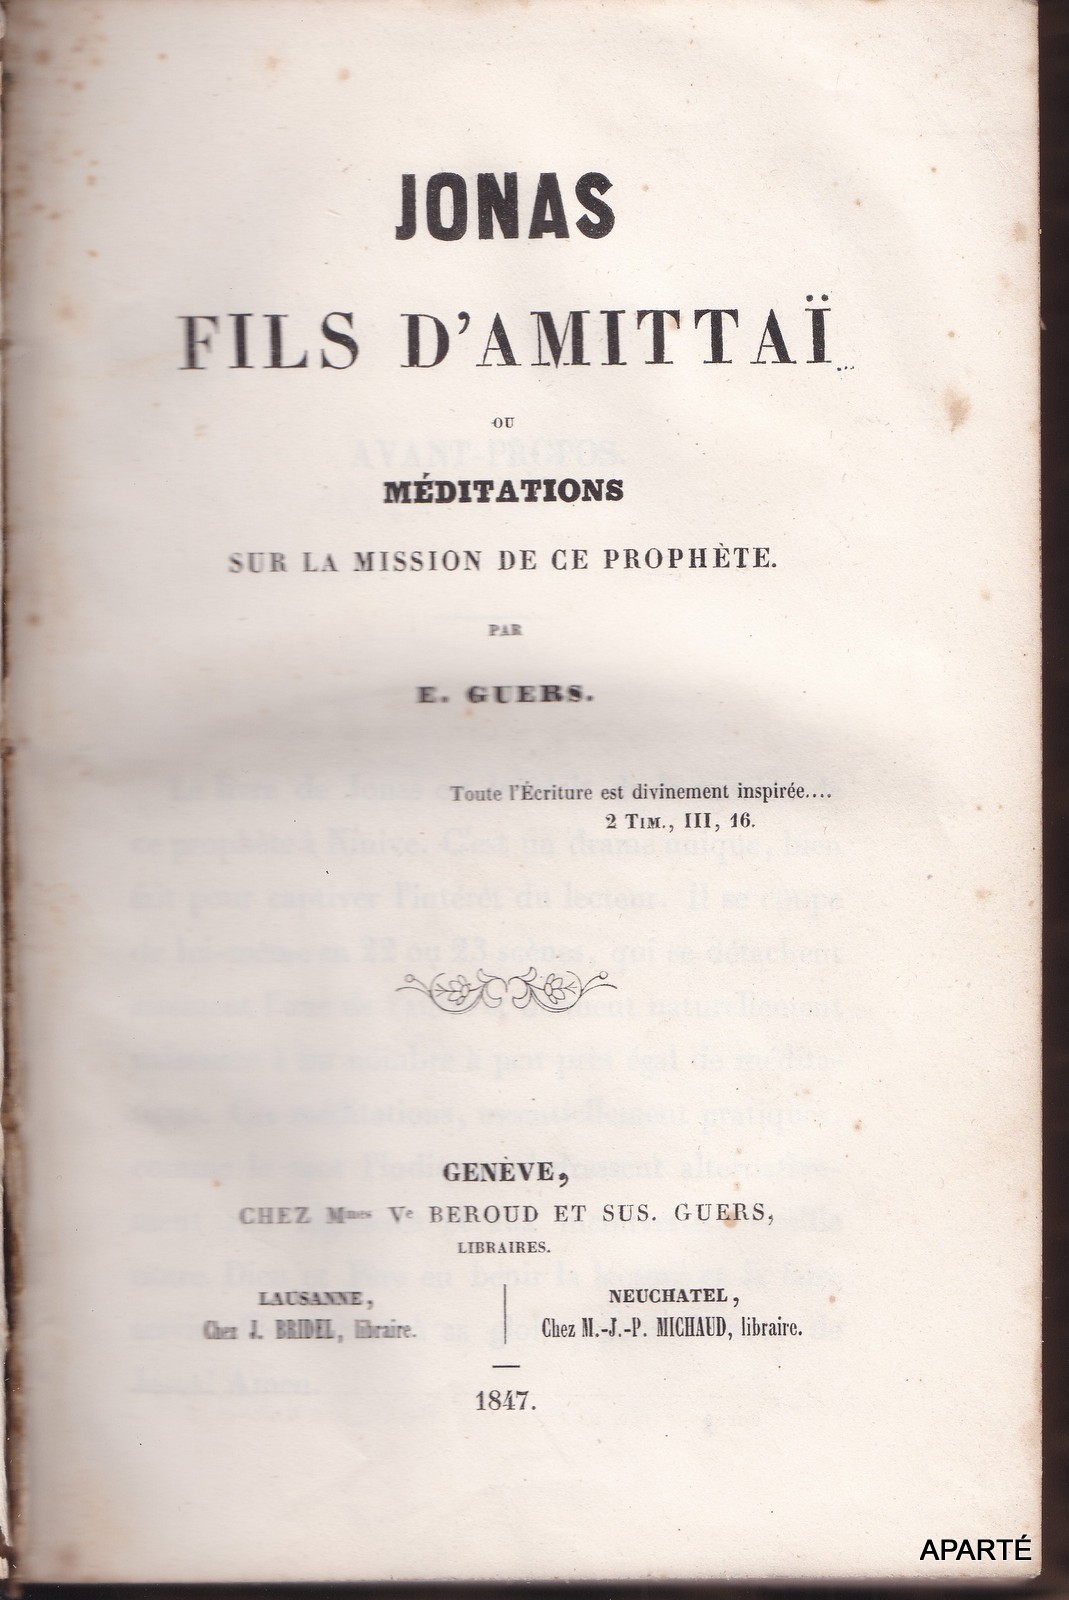 JONAS
FILS D'AMITTAÏ
OU
MÉDITATIONS
SUR LA MISSION DE CE PROPHÈTE.
PAR
E. GUERS.
Toute l'Écriture est divinement inspirée....
2 TIM., III, 16.
GENÈVE,
CHEZ Mmes Ve BEROUD ET SUS. GUERS,
LIBRAIRES.
LAUSANNE,
Chez J. BRIDEL, libraire.
NEUCHATEL,
Chez M.-J.-P. MICHAUD, libraire.
1847.
APARTÉ